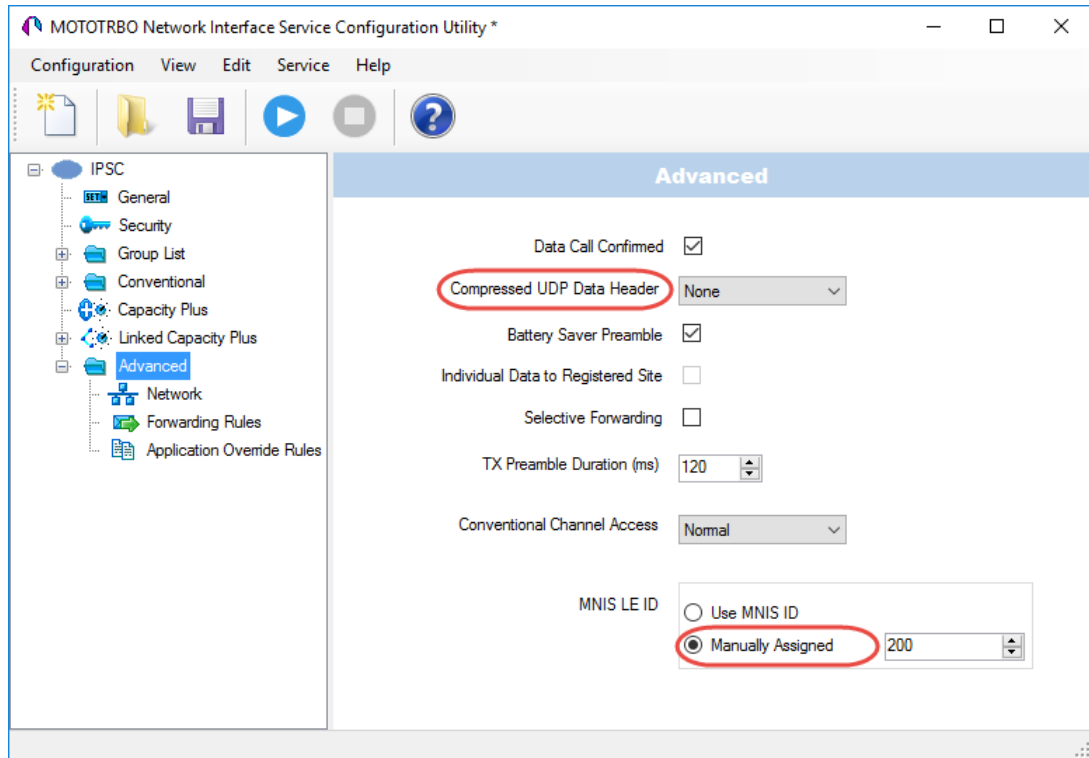 MOTOTRBO Network Interface Service Configuration Utility *
Configuration View Edit Service Help
?
IPSC
SET
General
Security
Group List
Conventional
Capacity Plus
Linked Capacity Plus
Advanced
Network
Forwarding Rules
Application Override Rules
Advanced
Data Call Confirmed
Compressed UDP Data Header None
Battery Saver Preamble
Individual Data to Registered Site
Selective Forwarding
TX Preamble Duration (ms) 120
Conventional Channel Access Normal
MNIS LE ID
Use MNIS ID
Manually Assigned 200